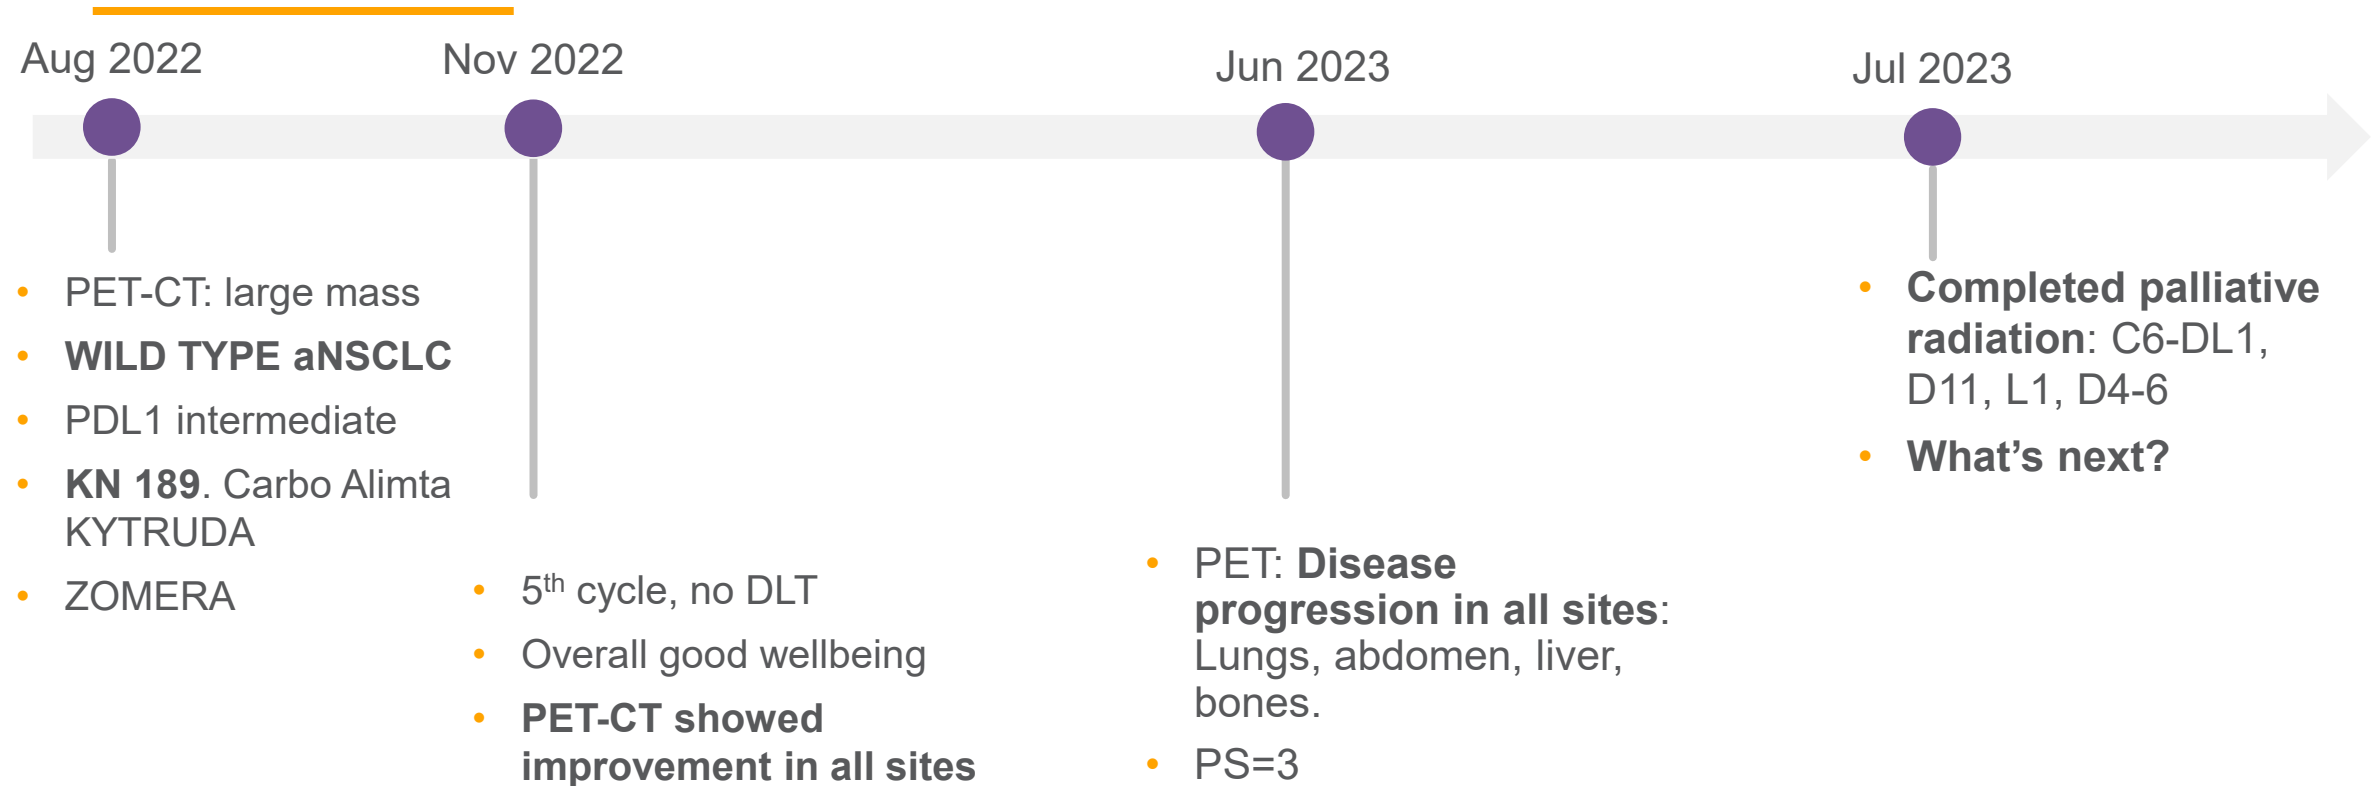 Aug 2022
• PET-CT: large mass
• WILD TYPE aNSCLC
• PDL1 intermediate
• KN 189. Carbo Alimta
KYTRUDA
• ZOMERA
Nov 2022
• 5th cycle, no DLT
• Overall good wellbeing
• PET-CT showed
improvement in all sites
Jun 2023
• PET: Disease
progression in all sites:
Lungs, abdomen, liver,
bones.
• PS=3
Jul 2023
• Completed palliative
radiation: C6-DL1,
D11, L1, D4-6
• What’s next?